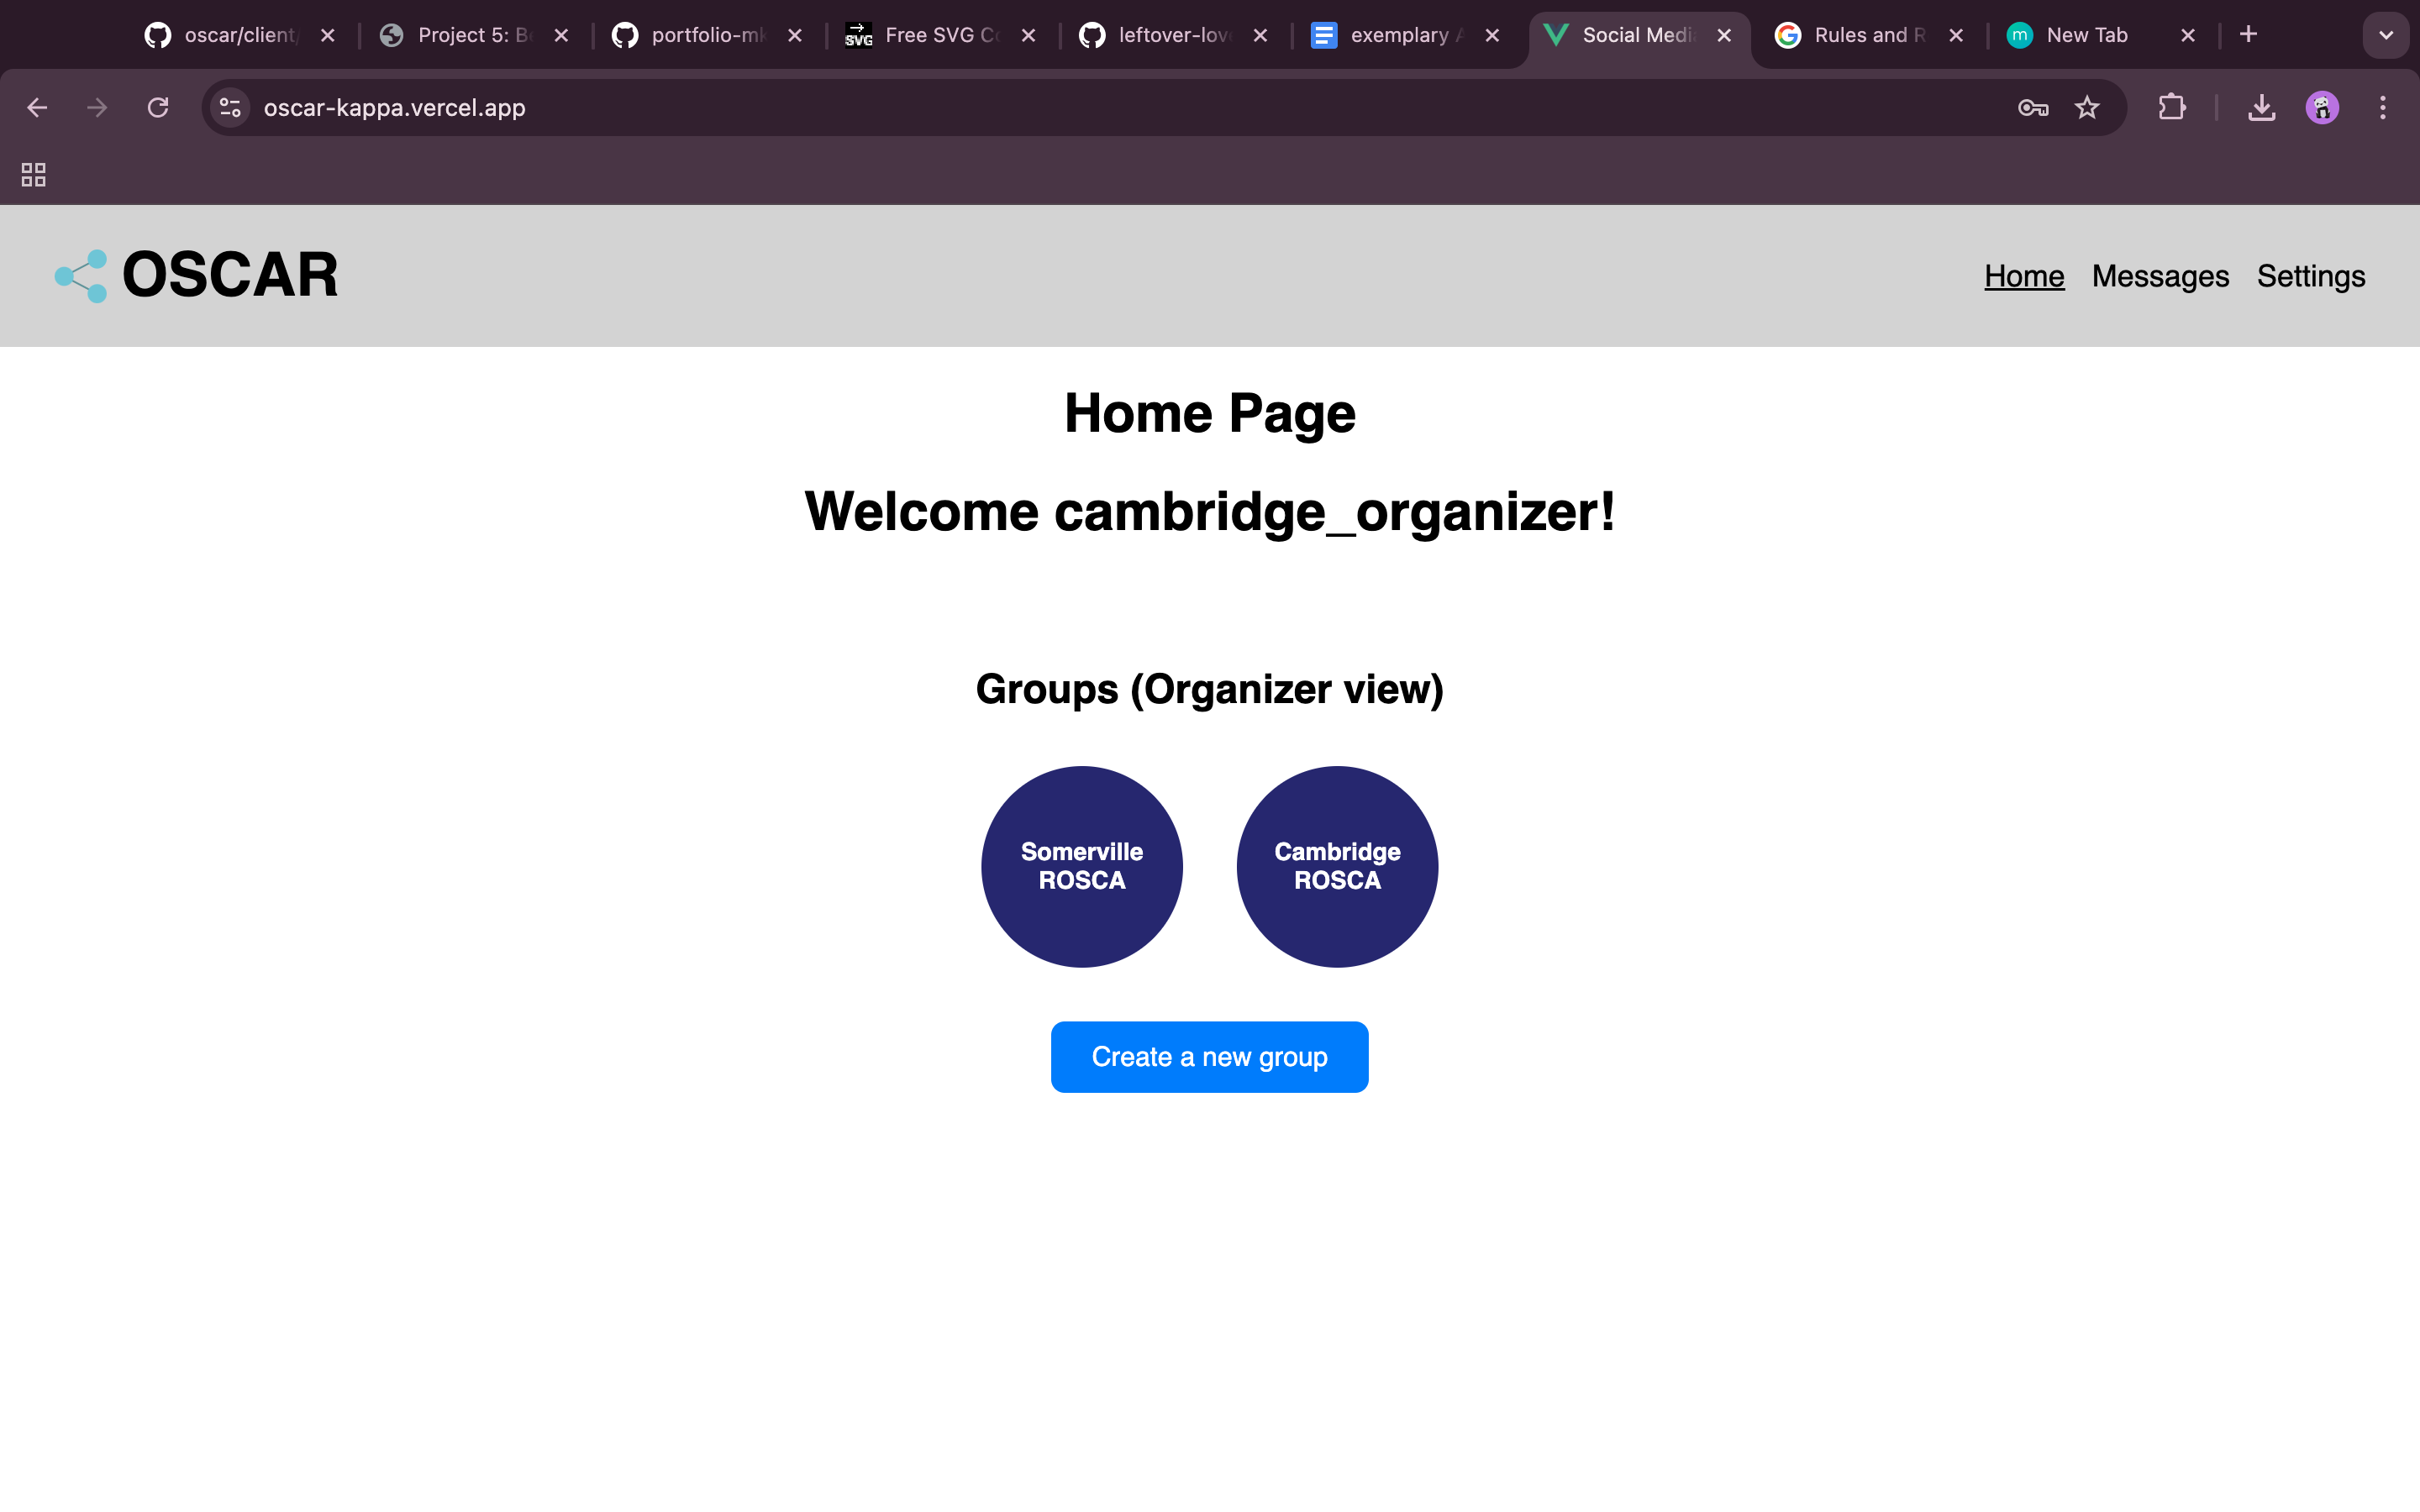 oscar/client/
Project 5: B
portfolio-mk
SVG
Free SVG Co
leftover-lov
exemplary A
Social Medi
Rules and R
m
New Tab
oscar-kappa.vercel.app
OSCAR
Home Messages Settings
Home Page
Welcome cambridge_organizer!
Groups (Organizer view)
Somerville
ROSCA
Cambridge
ROSCA
Create a new group